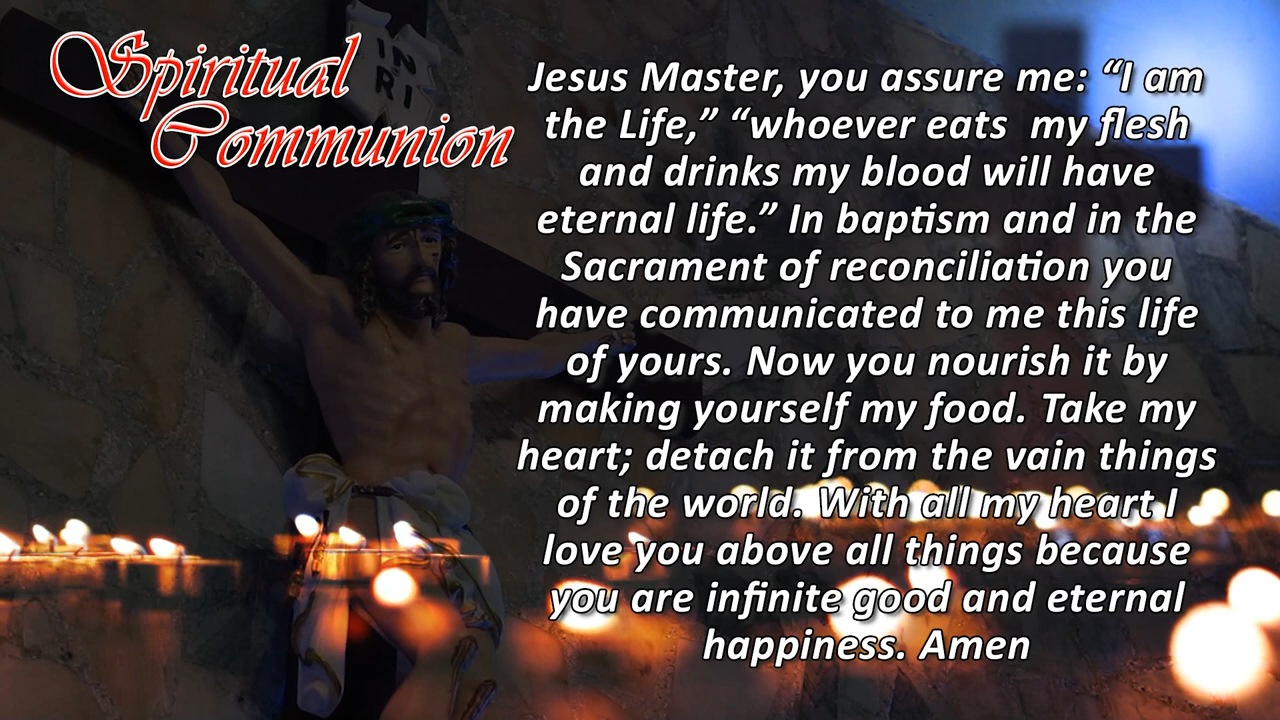 Spiritual
Communion
IN
RI
Jesus Master, you assure me: “I am
the Life,” “whoever eats  my flesh
and drinks my blood will have
eternal life.” In baptism and in the
Sacrament of reconciliation you
have communicated to me this life
of yours. Now you nourish it by
making yourself my food. Take my
heart; detach it from the vain things
of the world. With all my heart I
love you above all things because
you are infinite good and eternal
happiness. Amen